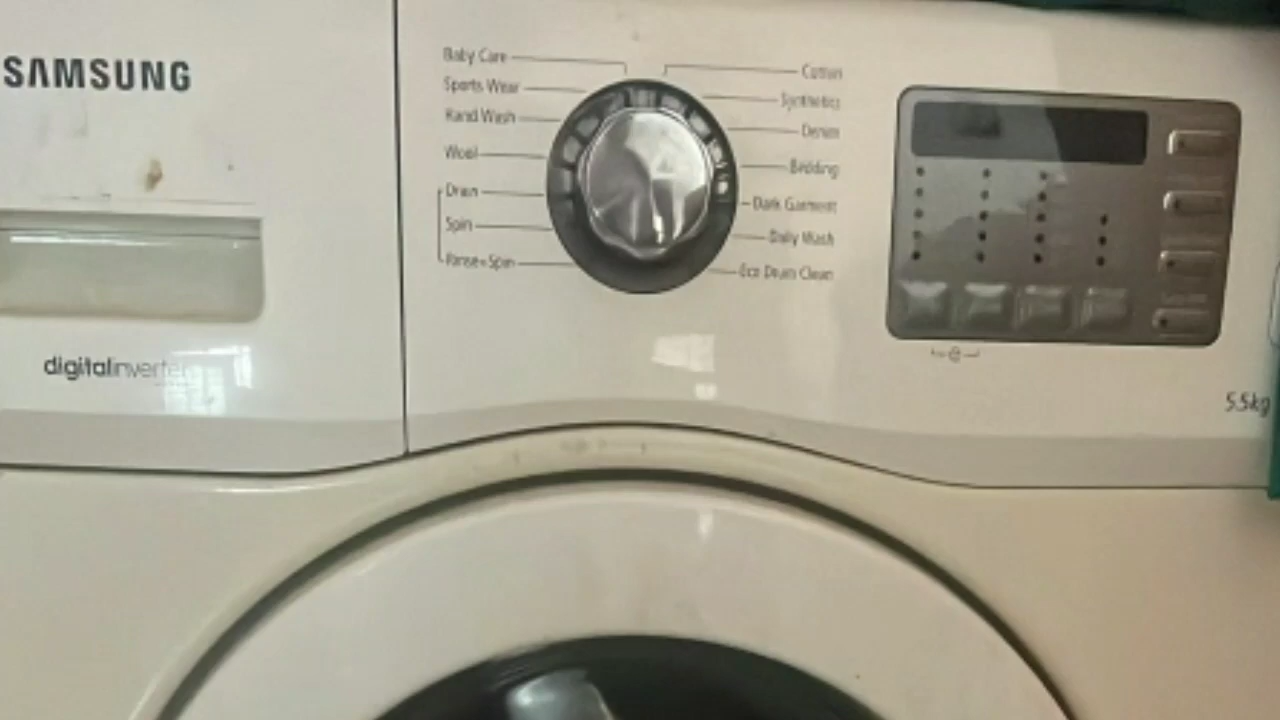 SAMSUNG
digitalinverter
Baby Care
Sports Wear
Hand Wash
Wool
Drain
Spin
Rinse+Spin
Cotton
Synthetics
Denim
Bedding
Dark Garment
Daily Wash
Eco Drum Clean
5.5kg